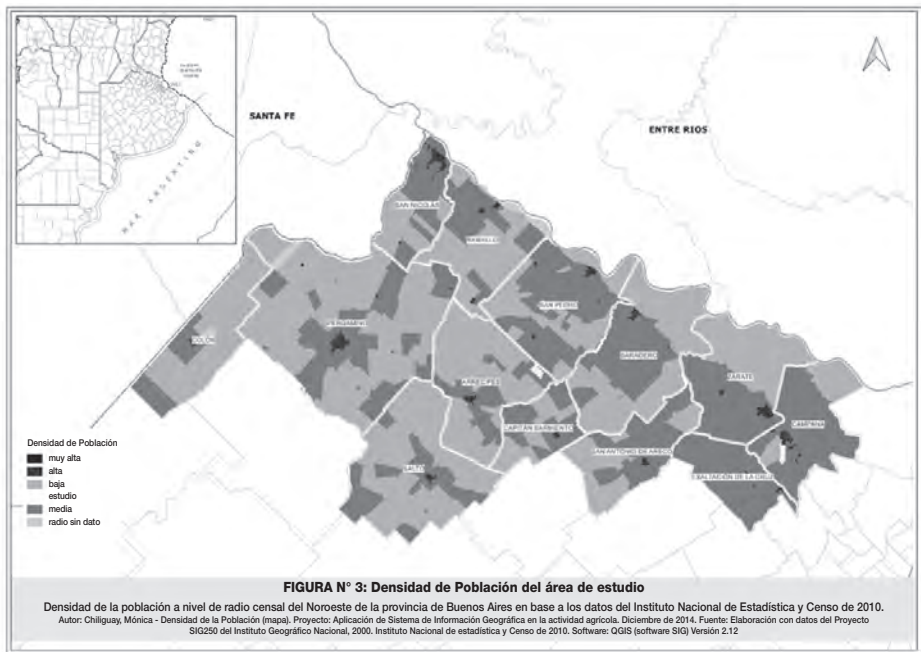 MAR ARGENTINO
SANTA FE
ENTRE RIOS
SAN NICOLAS
RAMALLO
SAN PEDRO
COLON
PERGAMINO
BARADERO
ARRECIFES
ZARATE
CAPITAN SARMIENTO
CAMPANA
SALTO
SAN ANTONIO DE ARECO
EXALTACIÓN DE LA CRUZ
Densidad de Población
muy alta
alta
baja
estudio
media
radio sin dato
FIGURA N° 3: Densidad de Población del área de estudio
Densidad de la población a nivel de radio censal del Noroeste de la provincia de Buenos Aires en base a los datos del Instituto Nacional de Estadística y Censo de 2010.
Autor: Chiliguay, Mónica - Densidad de la Población (mapa). Proyecto: Aplicación de Sistema de Información Geográfica en la actividad agrícola. Diciembre de 2014. Fuente: Elaboración con datos del Proyecto
SIG250 del Instituto Geográfico Nacional, 2000. Instituto Nacional de estadística y Censo de 2010. Software: QGIS (software SIG) Versión 2.12